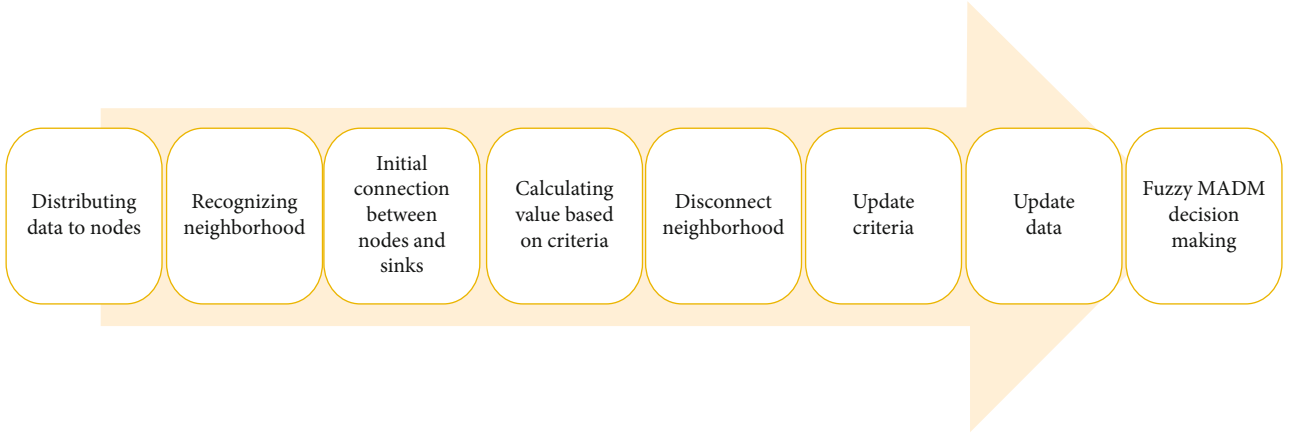 Distributing
data to nodes
Recognizing
neighborhood
Initial
connection
between
nodes and
sinks
Calculating
value based
on criteria
Disconnect
neighborhood
Update
criteria
Update
data
Fuzzy MADM
decision
making